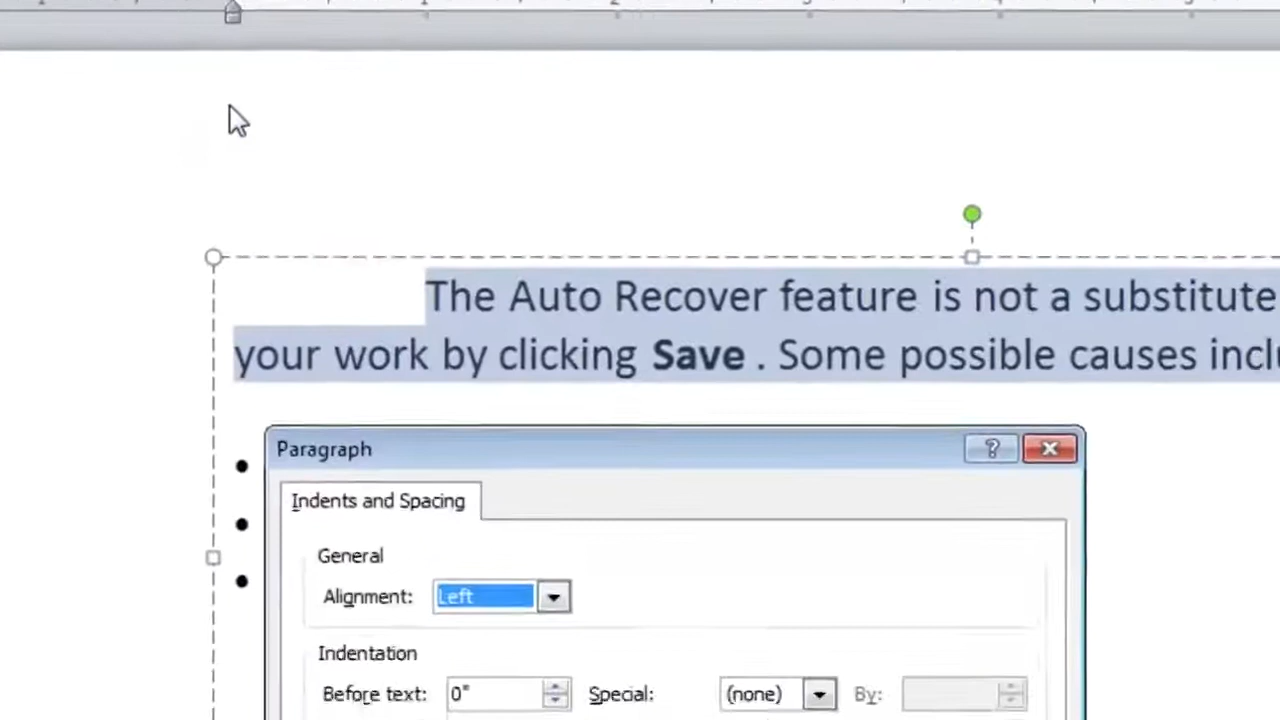 The Auto Recover feature is not a substitute
your work by clicking Save . Some possible causes
Paragraph
Indents and Spacing
General
Alignment: Left
Indentation
Before text: 0" Special: (none) By: